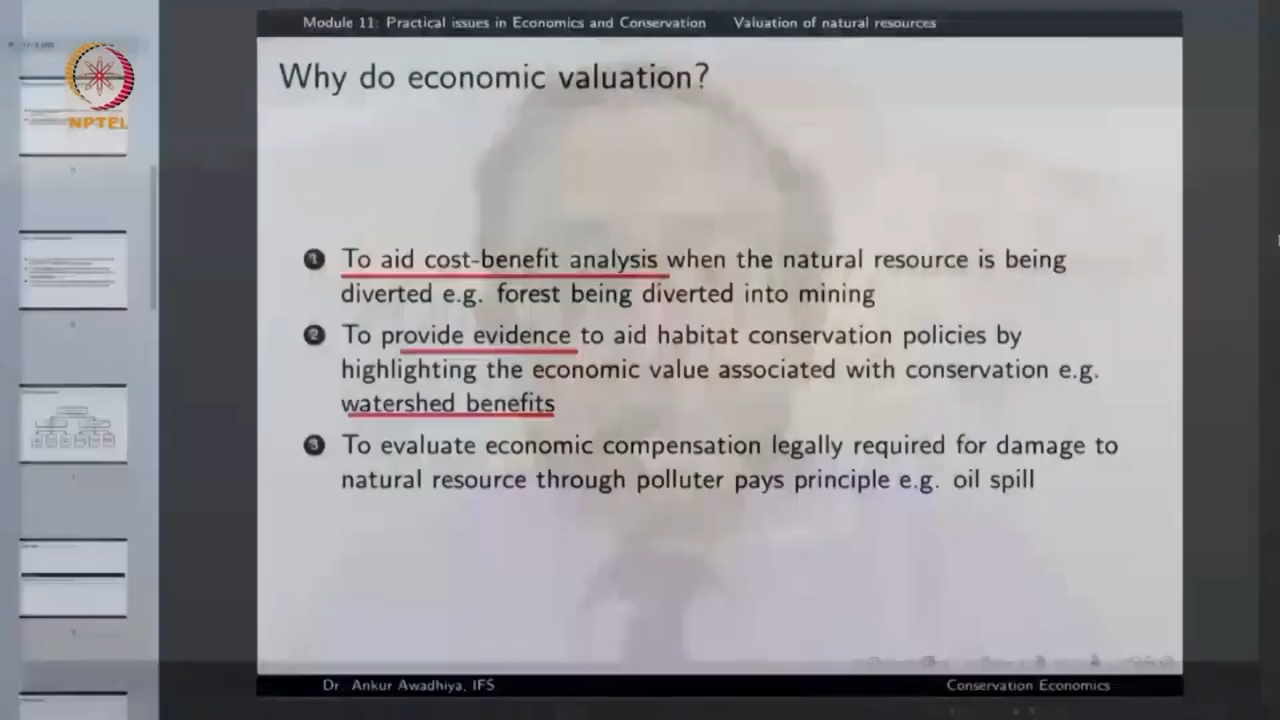 Module 11: Practical issues in Economics and Conservation Valuation of natural resources
NPTEL
Why do economic valuation?
1 To aid cost-benefit analysis when the natural resource is being
diverted e.g. forest being diverted into mining
2 To provide evidence to aid habitat conservation policies by
highlighting the economic value associated with conservation e.g.
watershed benefits
3 To evaluate economic compensation legally required for damage to
natural resource through polluter pays principle e.g. oil spill
Dr. Ankur Awadhiya, IFS Conservation Economics